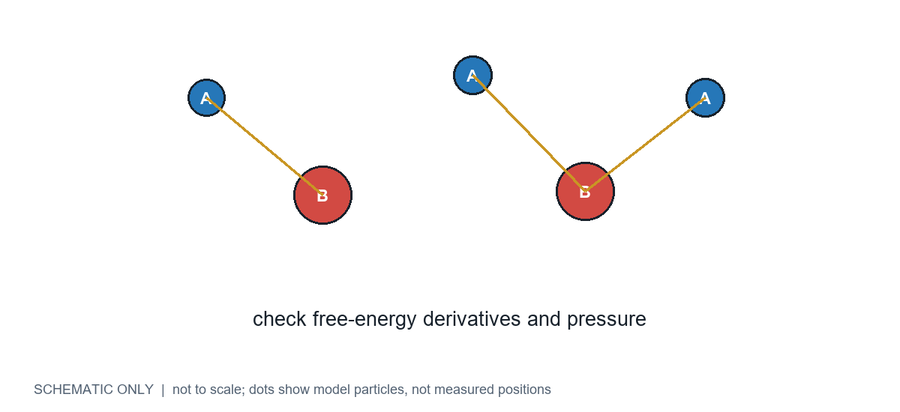 A
A
A
B
B
check free-energy derivatives and pressure
SCHEMATIC ONLY | not to scale; dots show model particles, not measured positions